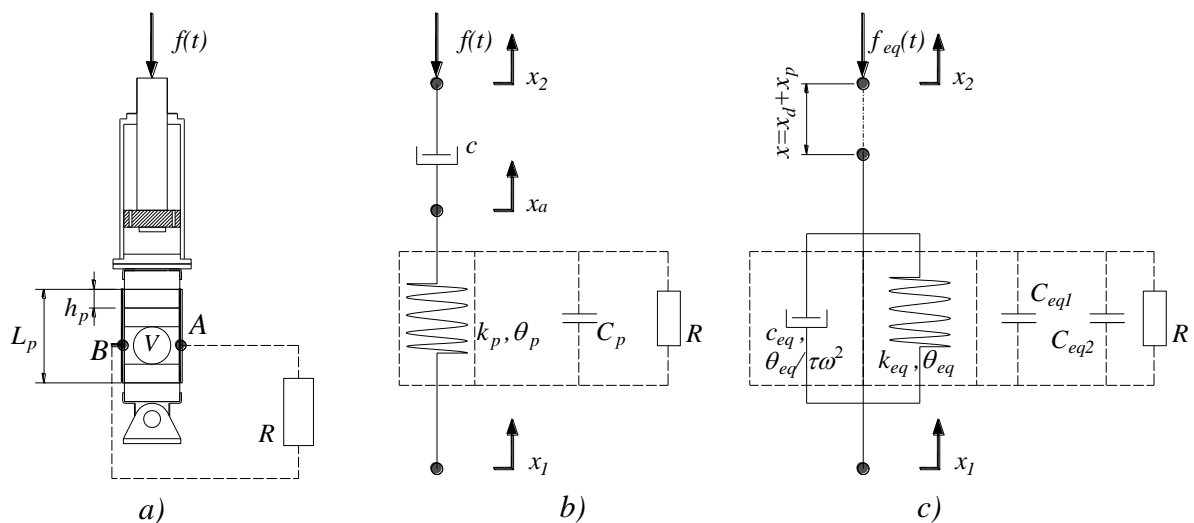 f(t)
h_p
L_p
B
V
A
R
a)
f(t)
x_2
c
x_a
k_p, θ_p
C_p
R
x_1
b)
f_eq(t)
x_2
x=x_d+x_p
c_eq,
θ_eq/τω²
k_eq, θ_eq
C_eq1
C_eq2
R
x_1
c)